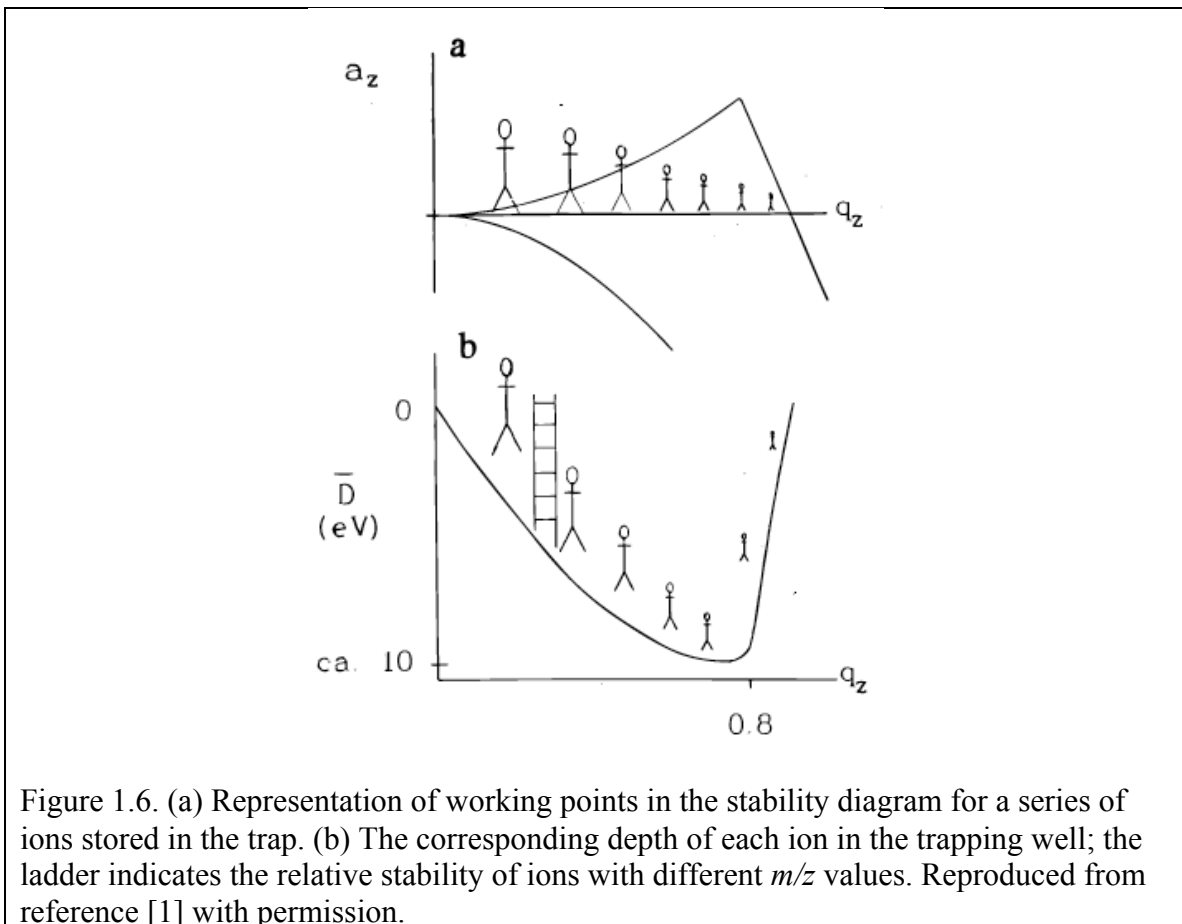 a
a_z
q_z
b
0
D̅
(eV)
ca. 10
q_z
0.8
Figure 1.6. (a) Representation of working points in the stability diagram for a series of
ions stored in the trap. (b) The corresponding depth of each ion in the trapping well; the
ladder indicates the relative stability of ions with different m/z values. Reproduced from
reference [1] with permission.